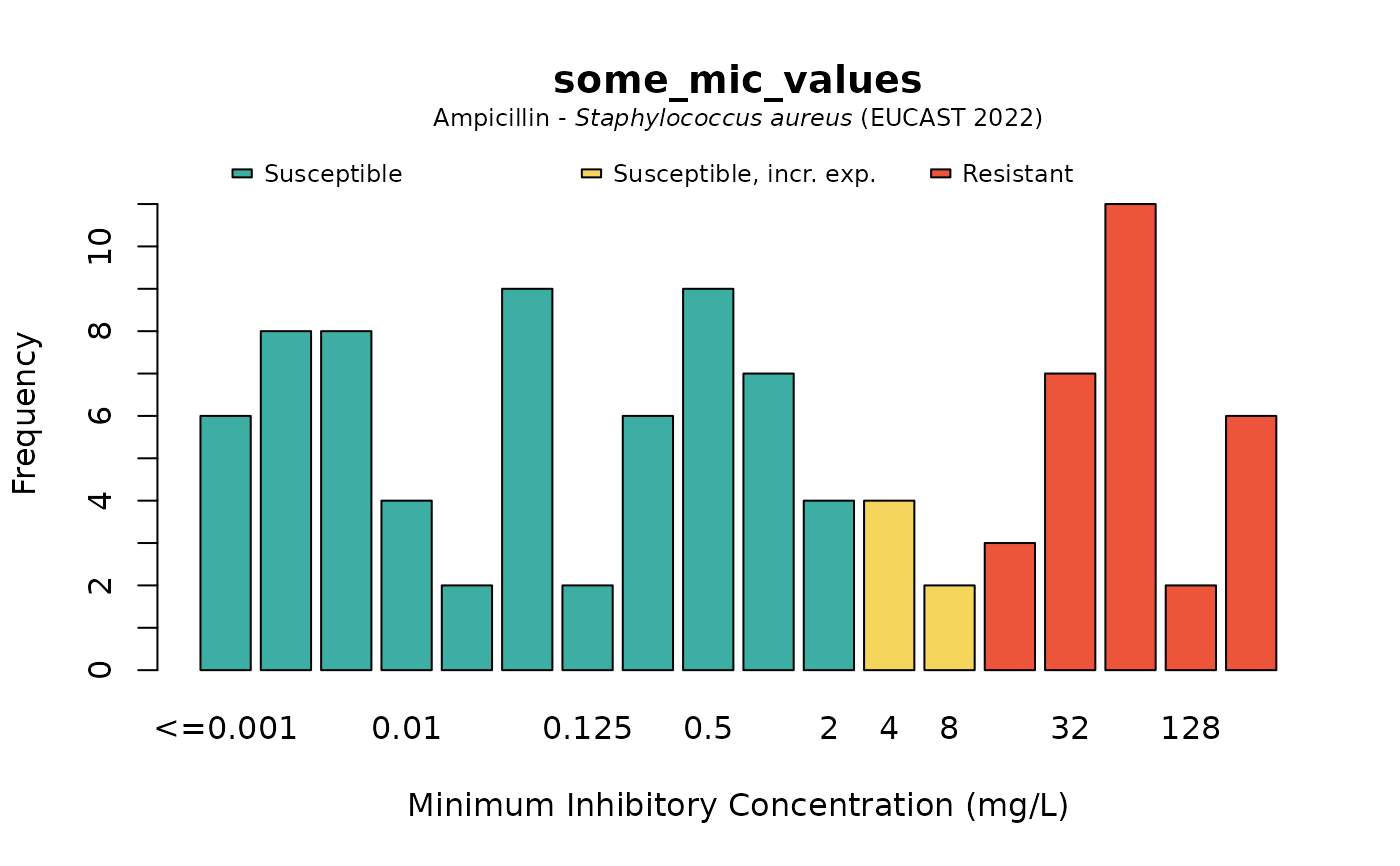 some_mic_values
Ampicillin - Staphylococcus aureus (EUCAST 2022)
Susceptible
Susceptible, incr. exp.
Resistant
Frequency
10
8
6
4
2
0
<=0.001 0.01 0.125 0.5 2 4 8 32 128
Minimum Inhibitory Concentration (mg/L)